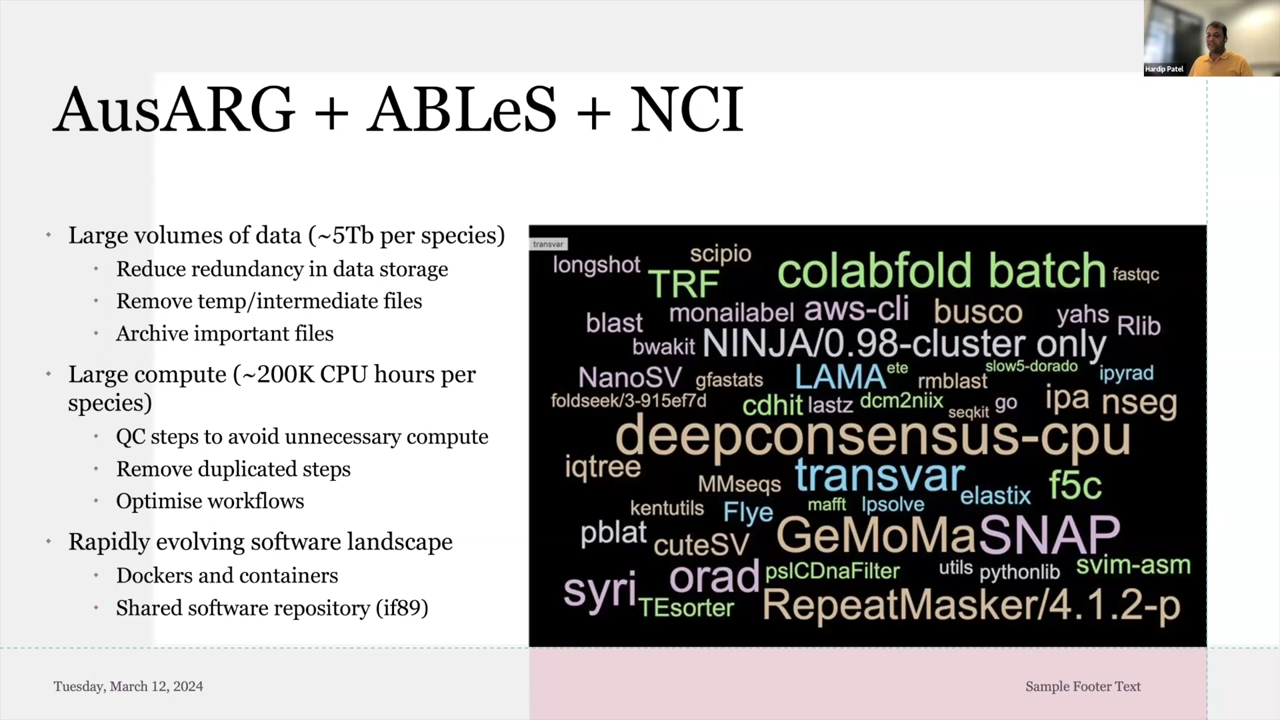 Hardip Patel
AusARG + ABLeS + NCI
Large volumes of data (~5Tb per species)
Reduce redundancy in data storage
Remove temp/intermediate files
Archive important files
Large compute (~200K CPU hours per
species)
QC steps to avoid unnecessary compute
Remove duplicated steps
Optimise workflows
Rapidly evolving software landscape
Dockers and containers
Shared software repository (if89)
transvar
longshot scipio TRF colabfold batch fastqc
blast monailabel aws-cli busco yahs Rlib
bwakit NINJA/0.98-cluster only
NanoSV gfastats LAMA ete rmblast slow5-dorado ipyrad
foldseek/3-915ef7d cdhit lastz dcm2niix seqkit go ipa nseg
deepconsensus-cpu
iqtree MMseqs transvar elastix f5c
kentutils Flye mafft lpsolve
pblat cuteSV GeMoMa SNAP
syri orad pslCDnaFilter utils pythonlib svim-asm
TEsorter RepeatMasker/4.1.2-p
Tuesday, March 12, 2024
Sample Footer Text